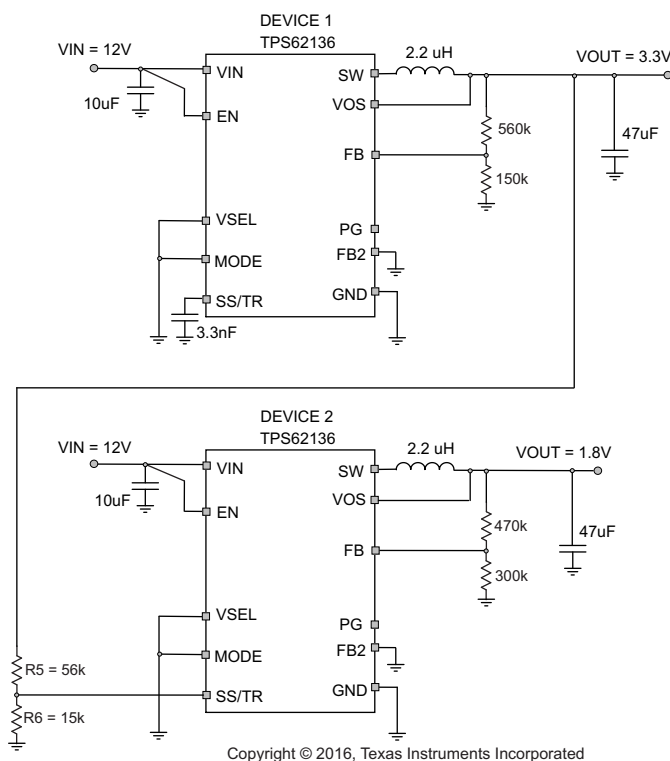 DEVICE 1
TPS62136
VIN = 12V
10uF
VIN
EN
VSEL
MODE
SS/TR
3.3nF
SW
VOS
FB
PG
FB2
GND
2.2 uH
560k
150k
VOUT = 3.3V
47uF
DEVICE 2
TPS62136
VIN = 12V
10uF
VIN
EN
VSEL
MODE
SS/TR
SW
VOS
FB
PG
FB2
GND
2.2 uH
470k
300k
VOUT = 1.8V
47uF
R5 = 56k
R6 = 15k
Copyright © 2016, Texas Instruments Incorporated